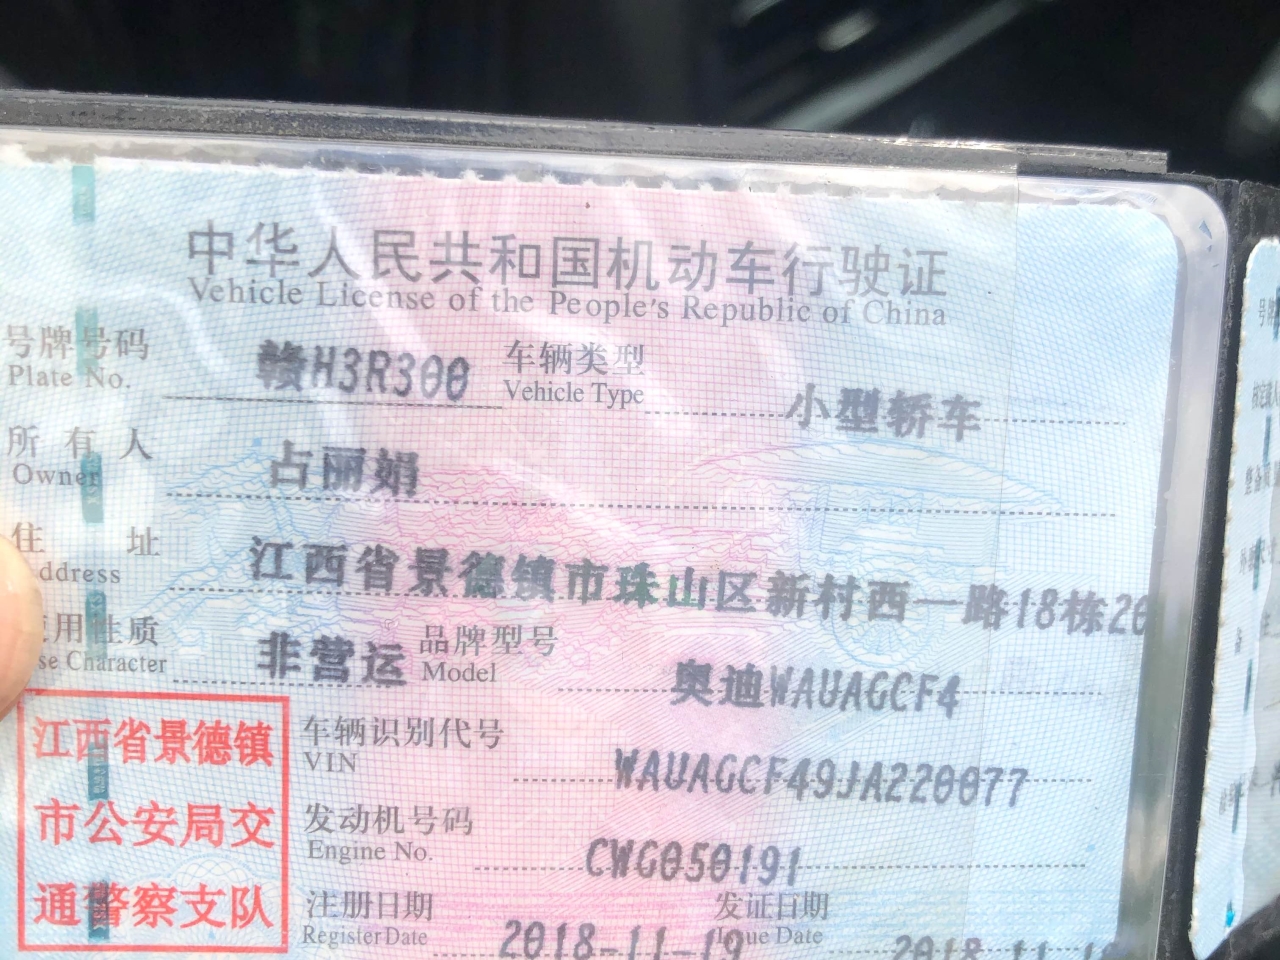 中华人民共和国机动车行驶证
Vehicle License of the People's Republic of China
号牌号码 赣H3R300 车辆类型 小型轿车
Plate No. Vehicle Type
所有人 占丽娟
Owner
住址 江西省景德镇市珠山区新村西一路18栋20
ddress
用性质 非营运 品牌型号 奥迪WAUAGCF4
se Character Model
江西省景德镇
市公安局交
通警察支队
车辆识别代号 WAUAGCF49JA220077
VIN
发动机号码 CWG050191
Engine No.
注册日期 2018-11-19 发证日期 2018-11-1
Register Date Issue Date